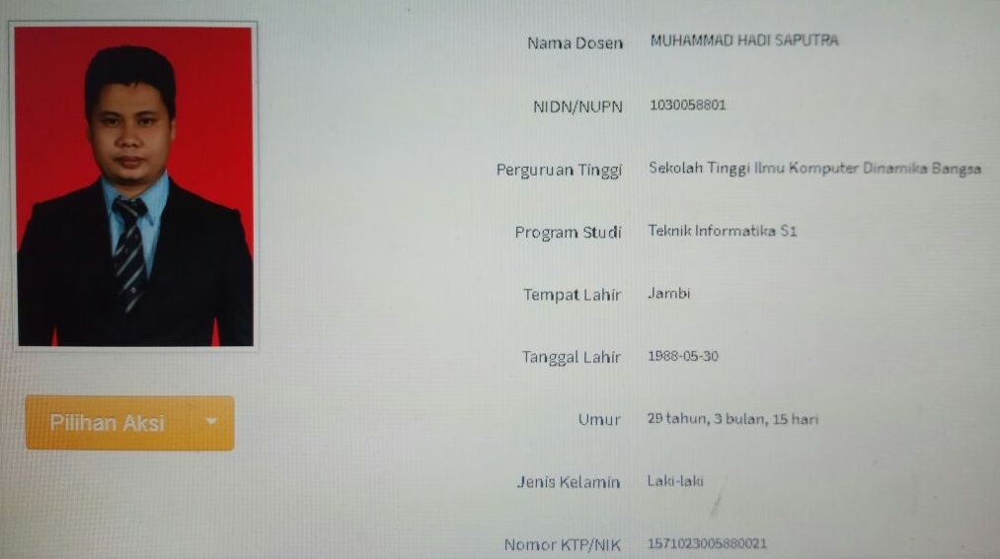 Nama Dosen MUHAMMAD HADI SAPUTRA
NIDN/NUPN 1030058801
Perguruan Tinggi Sekolah Tinggi Ilmu Komputer Dinamika Bangsa
Program Studi Teknik Informatika S1
Tempat Lahir Jambi
Tanggal Lahir 1988-05-30
Pilihan Aksi
Umur 29 tahun, 3 bulan, 15 hari
Jenis Kelamin Laki-laki
Nomor KTP/NIK 1571023005880021